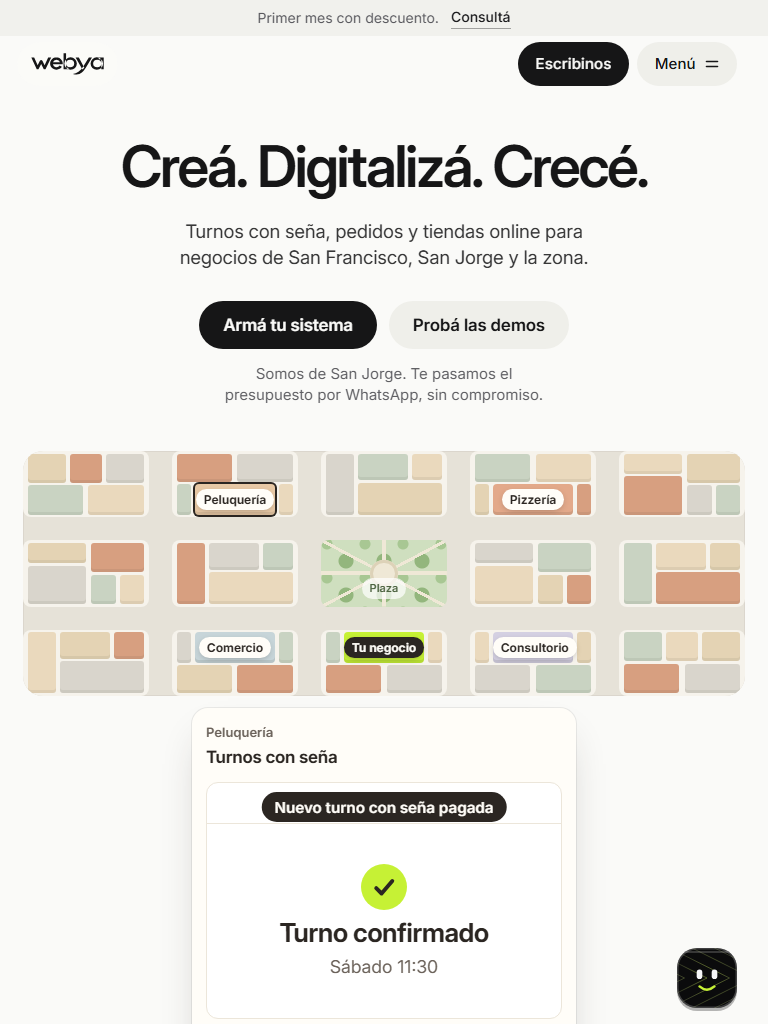 Primer mes con descuento. Consultá
webya
Escribinos
Menú
Creá. Digitalizá. Crecé.
Turnos con seña, pedidos y tiendas online para
negocios de San Francisco, San Jorge y la zona.
Armá tu sistema
Probá las demos
Somos de San Jorge. Te pasamos el
presupuesto por WhatsApp, sin compromiso.
Peluquería
Pizzería
Plaza
Comercio
Tu negocio
Consultorio
Peluquería
Turnos con seña
Nuevo turno con seña pagada
Turno confirmado
Sábado 11:30